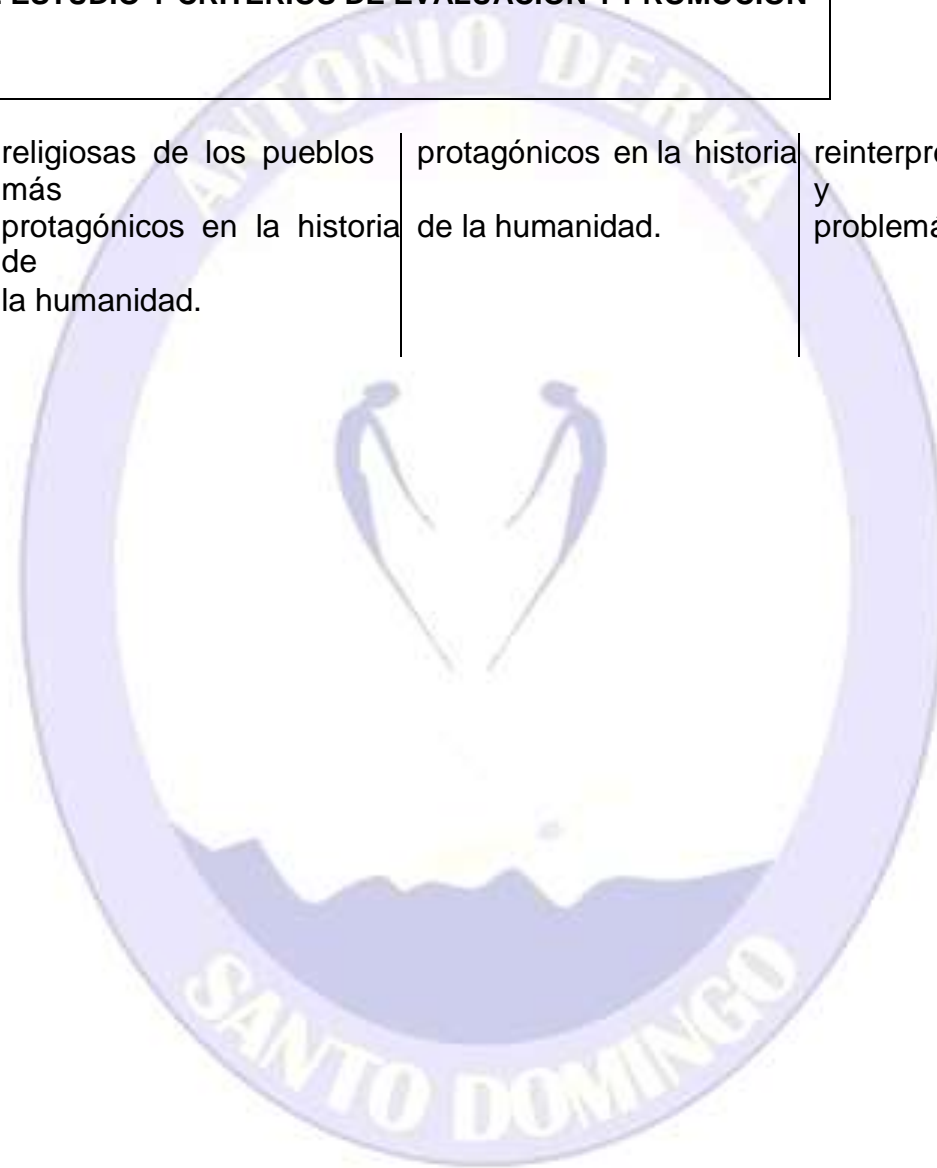 ESTUDIO Y CRITERIOS DE EVALUACIÓN Y PROMOCIÓN
ANTONIO DERKA
religiosas de los pueblos
más
protagónicos en la historia
de
la humanidad.
protagónicos en la historia
de la humanidad.
y
SANTO DOMINGO